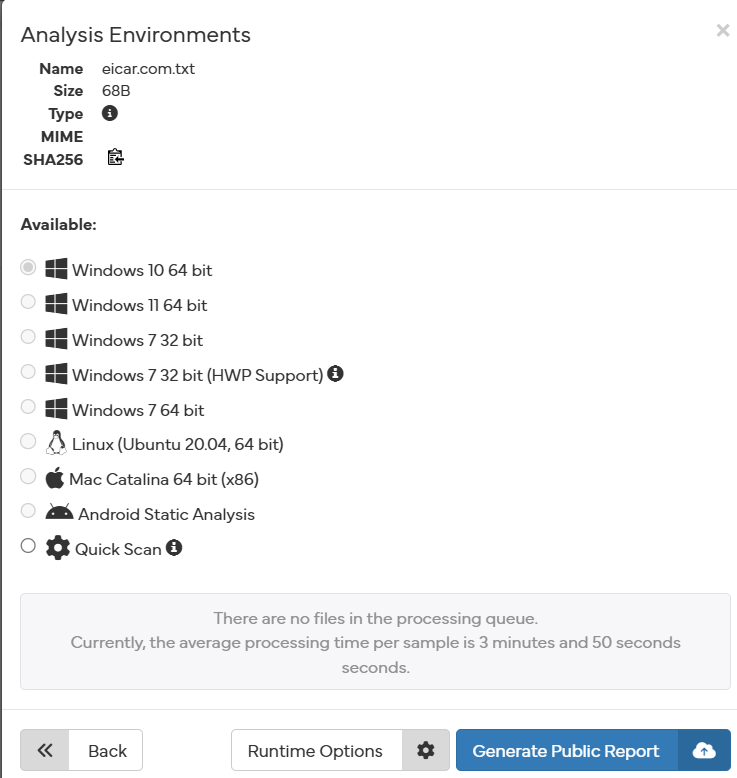 Analysis Environments
Name eicar.com.txt
Size 68B
Type
MIME
SHA256
Available:
Windows 10 64 bit
Windows 11 64 bit
Windows 7 32 bit
Windows 7 32 bit (HWP Support)
Windows 7 64 bit
Linux (Ubuntu 20.04, 64 bit)
Mac Catalina 64 bit (x86)
Android Static Analysis
Quick Scan
There are no files in the processing queue.
Currently, the average processing time per sample is 3 minutes and 50 seconds
seconds.
Back Runtime Options Generate Public Report